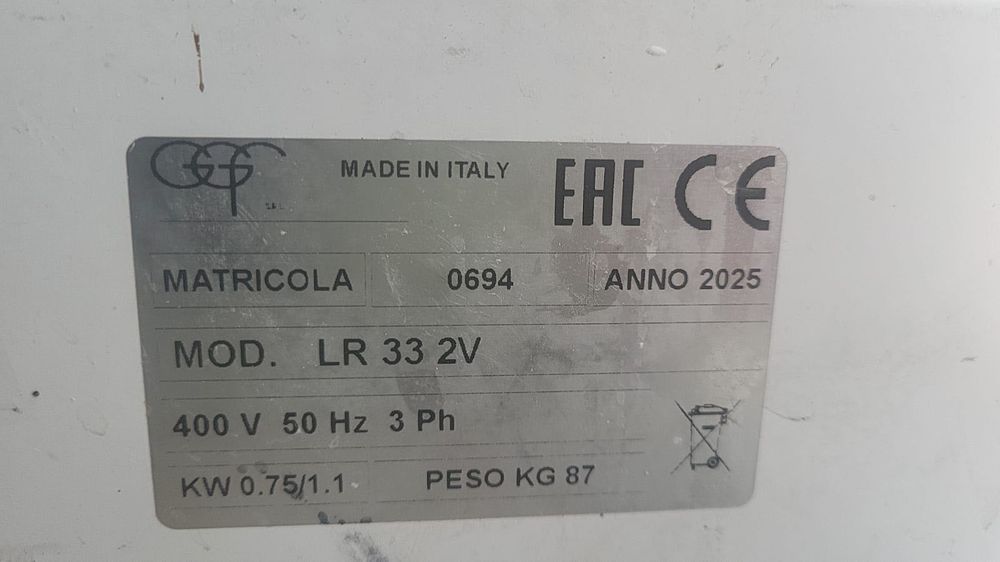 GGF
MADE IN ITALY
EAC CE
MATRICOLA 0694 ANNO 2025
MOD. LR 33 2V
400 V 50 Hz 3 Ph
KW 0.75/1.1 PESO KG 87